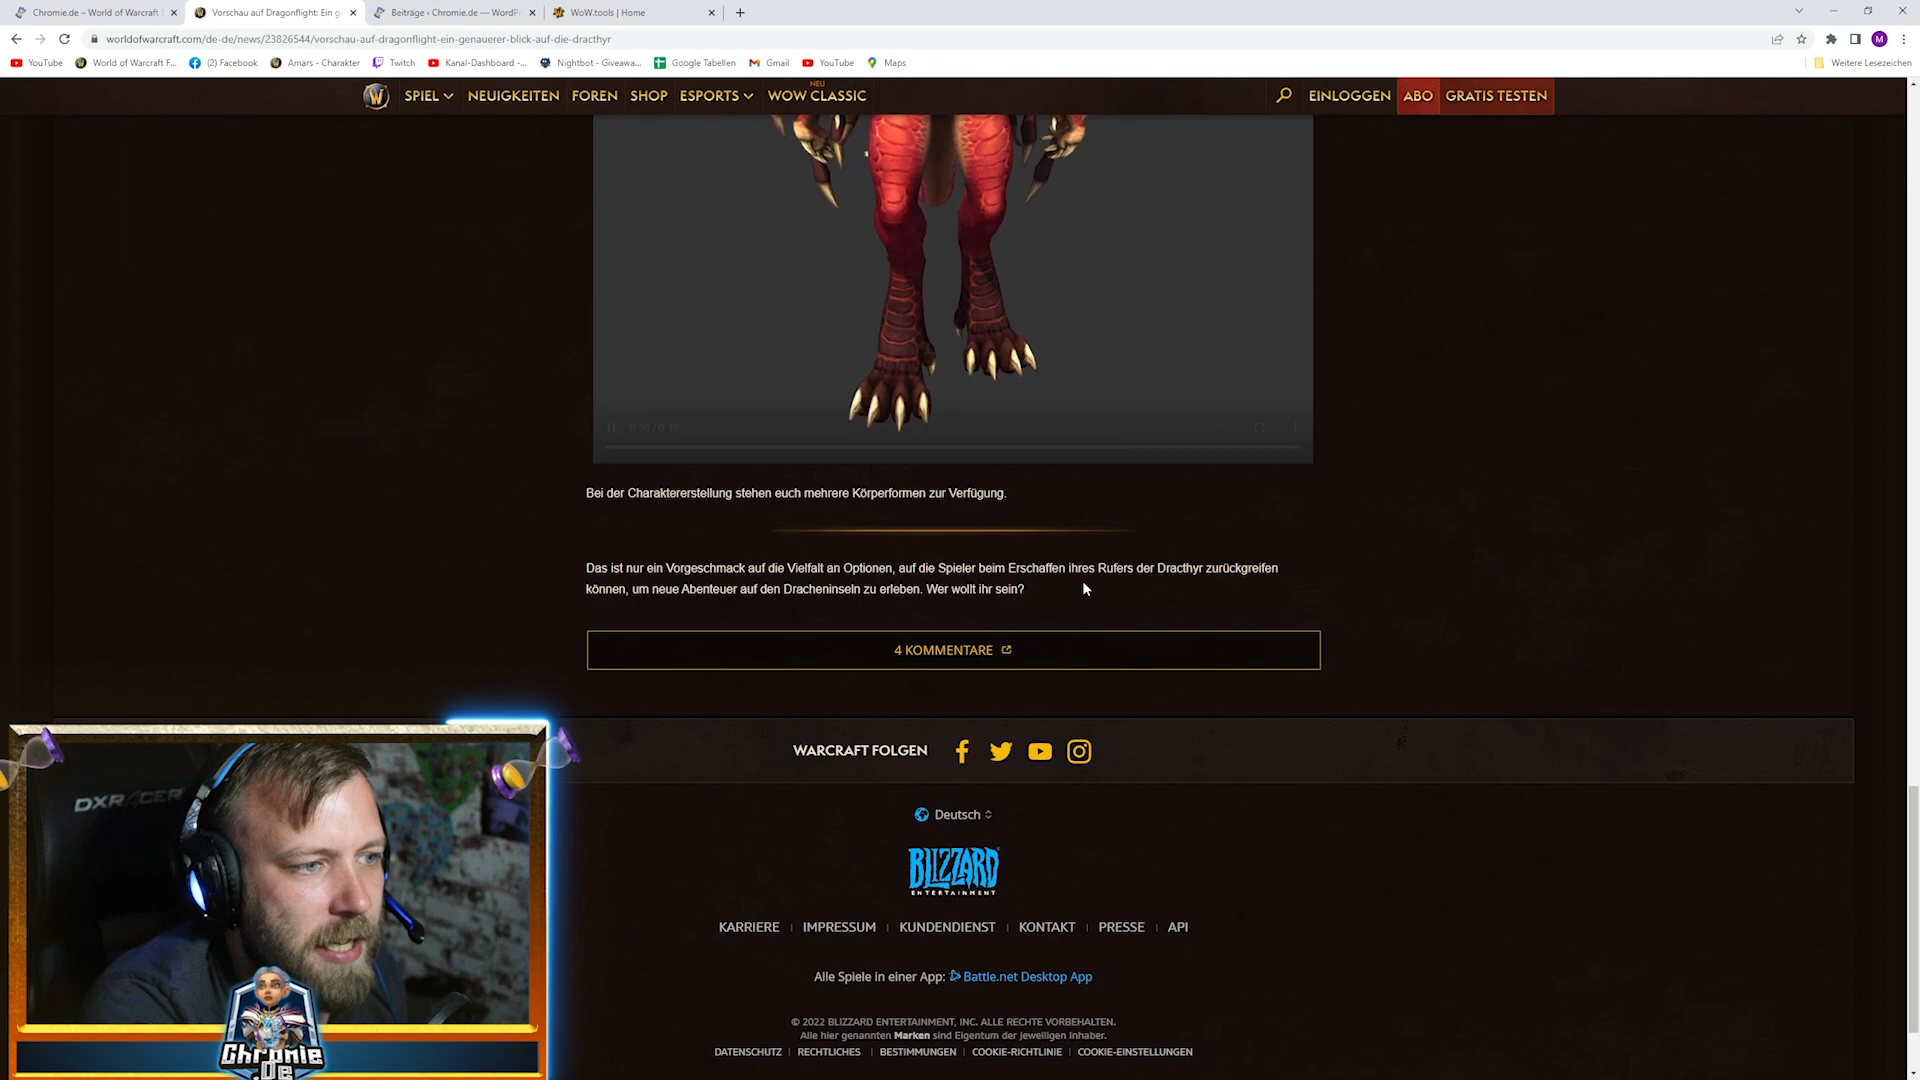 Chromie.de – World of Warcraft
Vorschau auf Dragonflight: Ein g
Beiträge ‹ Chromie.de — WordPr
WoW.tools | Home
worldofwarcraft.com/de-de/news/23826544/vorschau-auf-dragonflight-ein-genauerer-blick-auf-die-dracthyr
M
YouTube
World of Warcraft F...
(2) Facebook
Amars - Charakter
Twitch
Kanal-Dashboard -...
Nightbot - Giveawa...
Google Tabellen
Gmail
YouTube
Maps
Weitere Lesezeichen
W
SPIEL
NEUIGKEITEN
FOREN
SHOP
ESPORTS
NEU
WOW CLASSIC
EINLOGGEN
ABO
GRATIS TESTEN
0:10 / 0:13
Bei der Charaktererstellung stehen euch mehrere Körperformen zur Verfügung.
Das ist nur ein Vorgeschmack auf die Vielfalt an Optionen, auf die Spieler beim Erschaffen ihres Rufers der Dracthyr zurückgreifen
können, um neue Abenteuer auf den Dracheninseln zu erleben. Wer wollt ihr sein?
4 KOMMENTARE
WARCRAFT FOLGEN
Deutsch
BLIZZARD
ENTERTAINMENT
KARRIERE | IMPRESSUM | KUNDENDIENST | KONTAKT | PRESSE | API
Alle Spiele in einer App: Battle.net Desktop App
© 2022 BLIZZARD ENTERTAINMENT, INC. ALLE RECHTE VORBEHALTEN.
Alle hier genannten Marken sind Eigentum der jeweiligen Inhaber.
DATENSCHUTZ | RECHTLICHES | BESTIMMUNGEN | COOKIE-RICHTLINIE | COOKIE-EINSTELLUNGEN
DXRACER
Chromie
.De